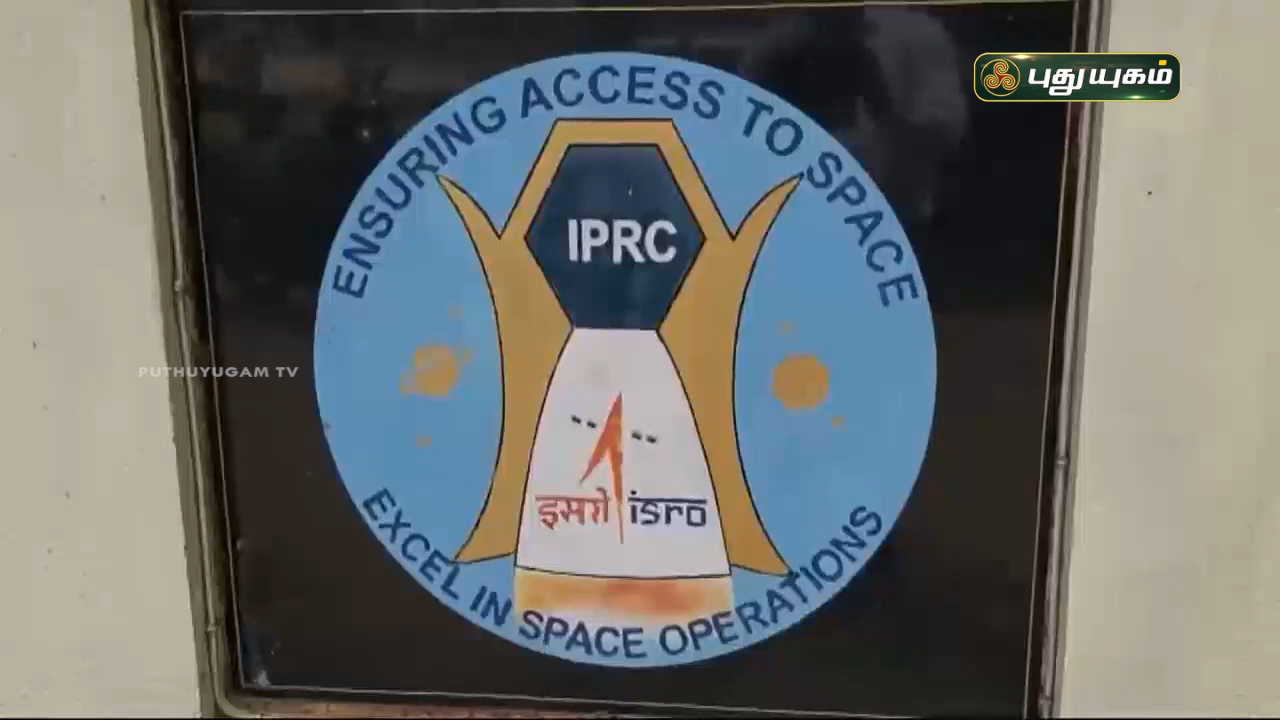 புதுயுகம்
ENSURING ACCESS TO SPACE
IPRC
PUTHUYUGAM TV
इसरो isro
EXCEL IN SPACE OPERATIONS